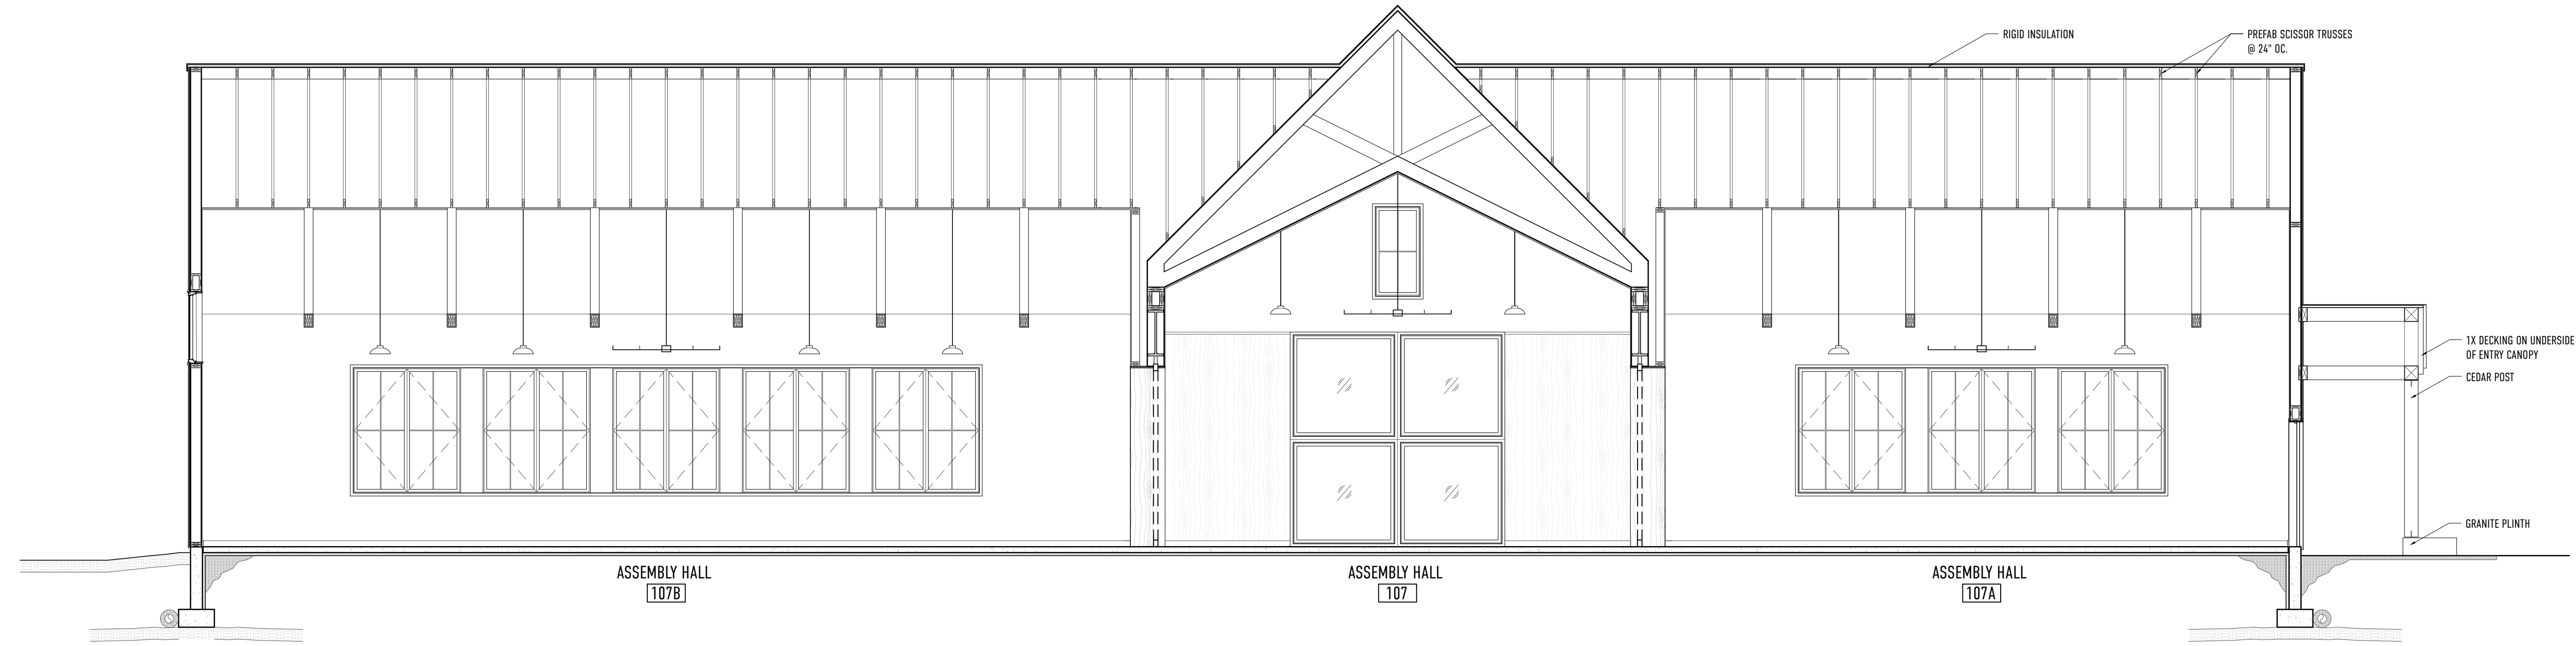 RIGID INSULATION
PREFAB SCISSOR TRUSSES
@ 24" OC.
1X DECKING ON UNDERSIDE
OF ENTRY CANOPY
CEDAR POST
GRANITE PLINTH
ASSEMBLY HALL
107B
ASSEMBLY HALL
107
ASSEMBLY HALL
107A